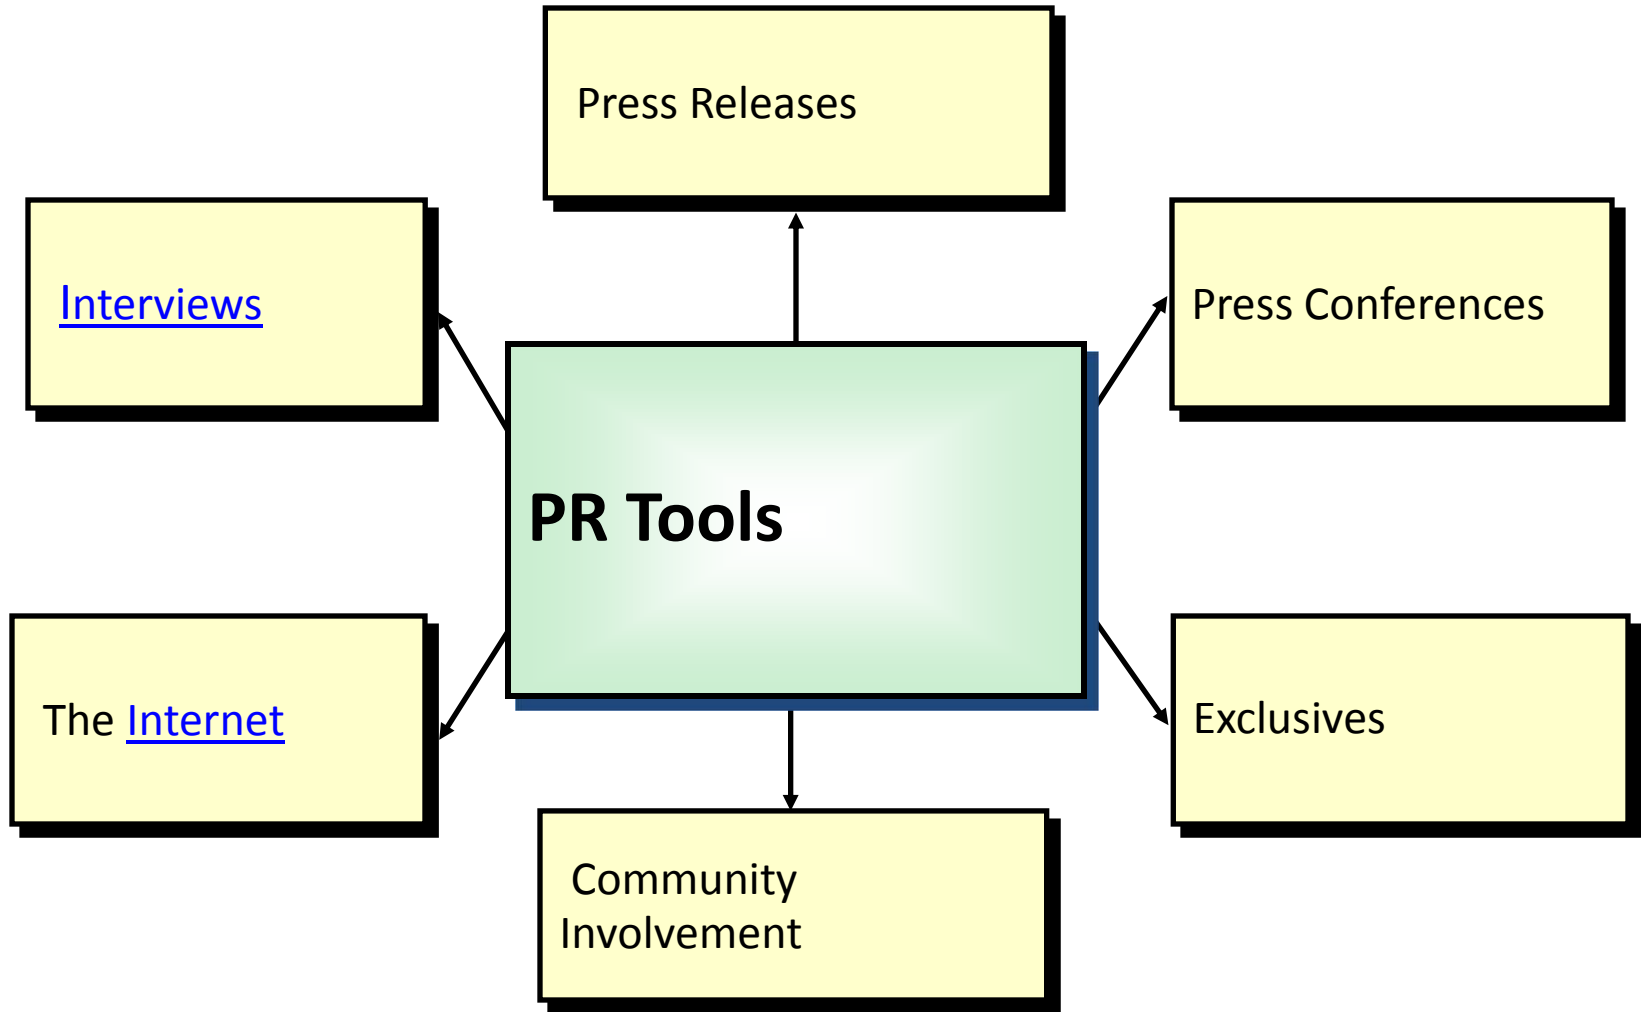 Press Releases
Interviews
Press Conferences
PR Tools
The Internet
Exclusives
Community
Involvement